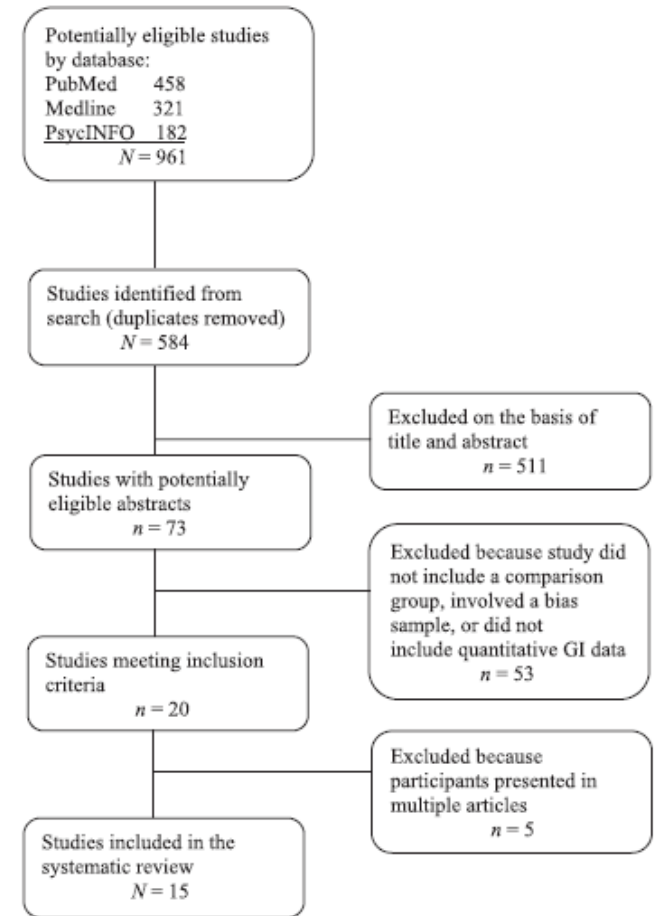 Potentially eligible studies
by database:
PubMed 458
Medline 321
PsycINFO 182
N = 961
Studies identified from
search (duplicates removed)
N = 584
Excluded on the basis of
title and abstract
n = 511
Studies with potentially
eligible abstracts
n = 73
Excluded because study did
not include a comparison
group, involved a bias
sample, or did not
include quantitative GI data
n = 53
Studies meeting inclusion
criteria
n = 20
Excluded because
participants presented in
multiple articles
n = 5
Studies included in the
systematic review
N = 15